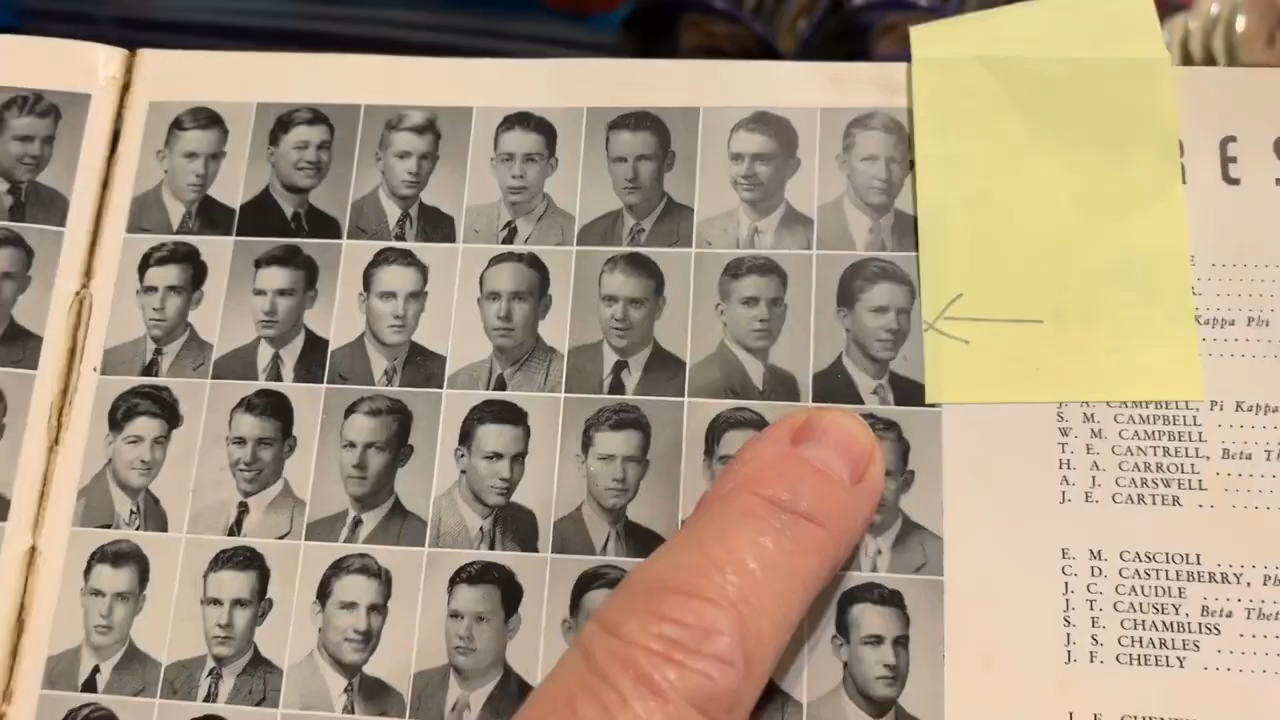 RES
Kappa Phi
J. A. CAMPBELL, Pi Kappa
S. M. CAMPBELL
W. M. CAMPBELL
T. E. CANTRELL, Beta Th
H. A. CARROLL
A. J. CARSWELL
J. E. CARTER
E. M. CASCIOLI
C. D. CASTLEBERRY, Ph
J. C. CAUDLE
J. T. CAUSEY, Beta Thet
S. E. CHAMBLISS
J. S. CHARLES
J. F. CHEELY